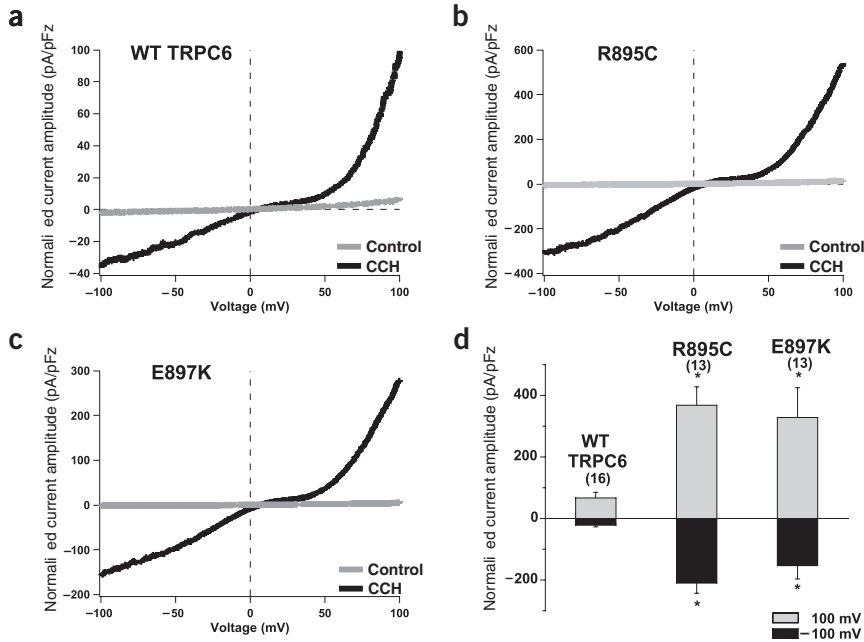 a
Normali ed current amplitude (pA/pFz
WT TRPC6
100
80
60
40
20
0
−20
−40
−100
−50
0
50
100
Voltage (mV)
Control
CCH
b
Normali ed current amplitude (pA/pFz
R895C
600
400
200
0
−200
−400
−100
−50
0
50
100
Voltage (mV)
Control
CCH
c
Normali ed current amplitude (pA/pFz
E897K
300
200
100
0
−100
−200
−100
−50
0
50
100
Voltage (mV)
Control
CCH
d
Normali ed current amplitude (pA/pFz
400
200
0
−200
WT
TRPC6
(16)
R895C
(13)
*
*
E897K
(13)
*
*
100 mV
−100 mV